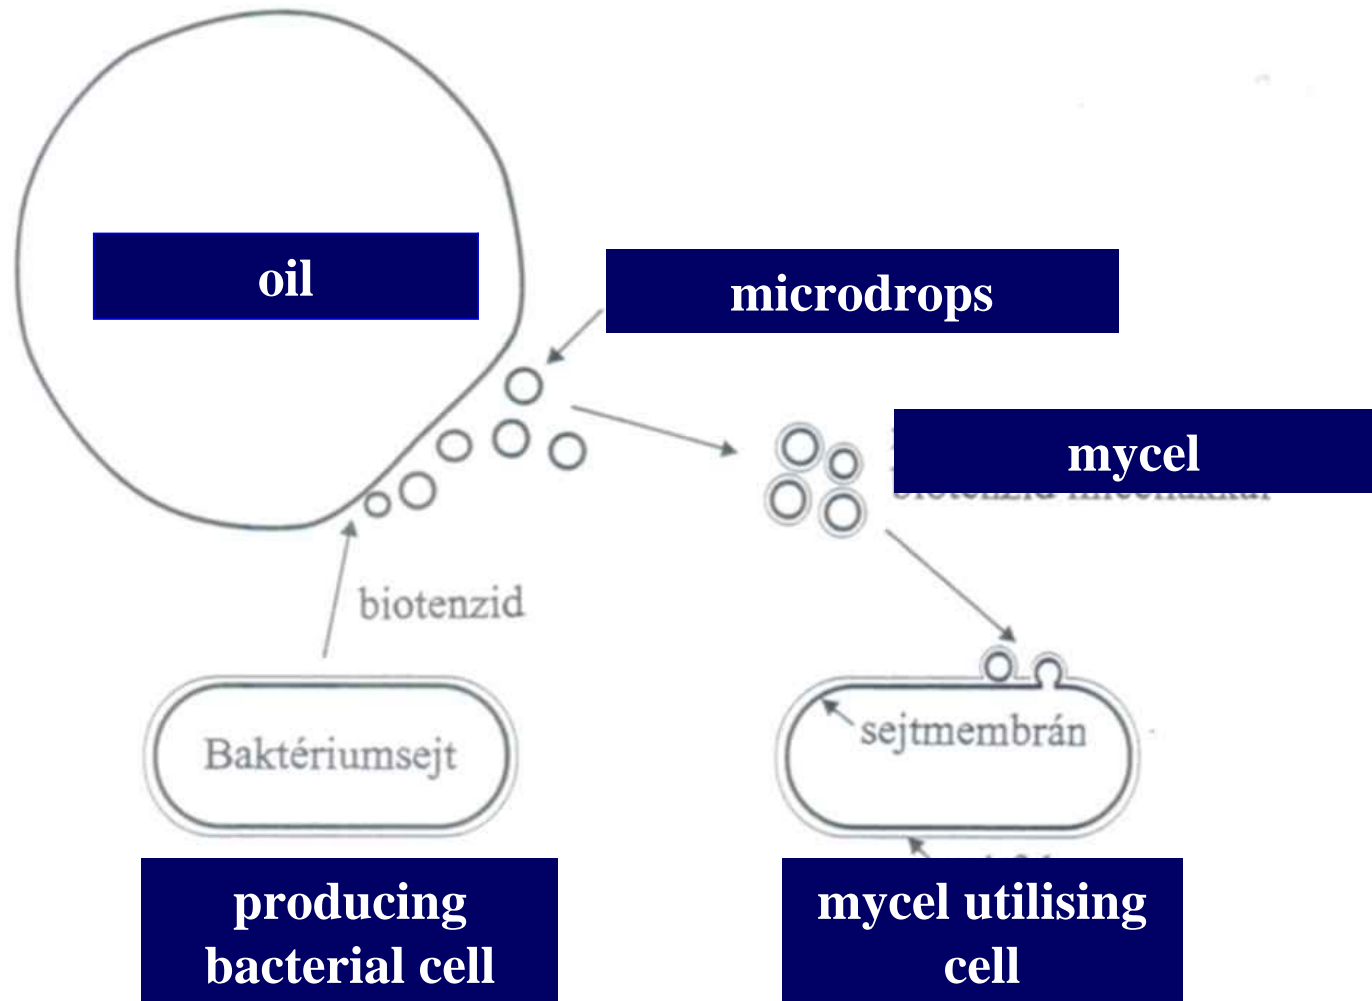 oil
microdrops
mycel
biotenzid
Baktériumsejt
sejtmembrán
producing
bacterial cell
mycel utilising
cell